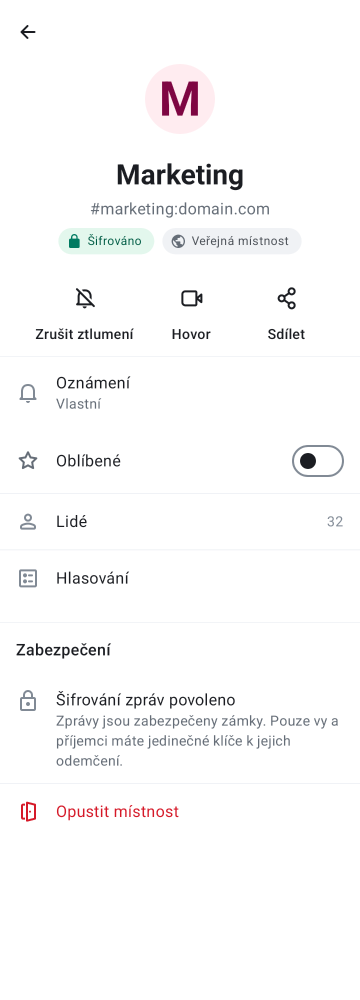 M
Marketing
#marketing:domain.com
Šifrováno
Veřejná místnost
Zrušit ztlumení
Hovor
Sdílet
Oznámení
Vlastní
Oblíbené
Lidé
32
Hlasování
Zabezpečení
Šifrování zpráv povoleno
Zprávy jsou zabezpečeny zámky. Pouze vy a
příjemci máte jedinečné klíče k jejich
odemčení.
Opustit místnost